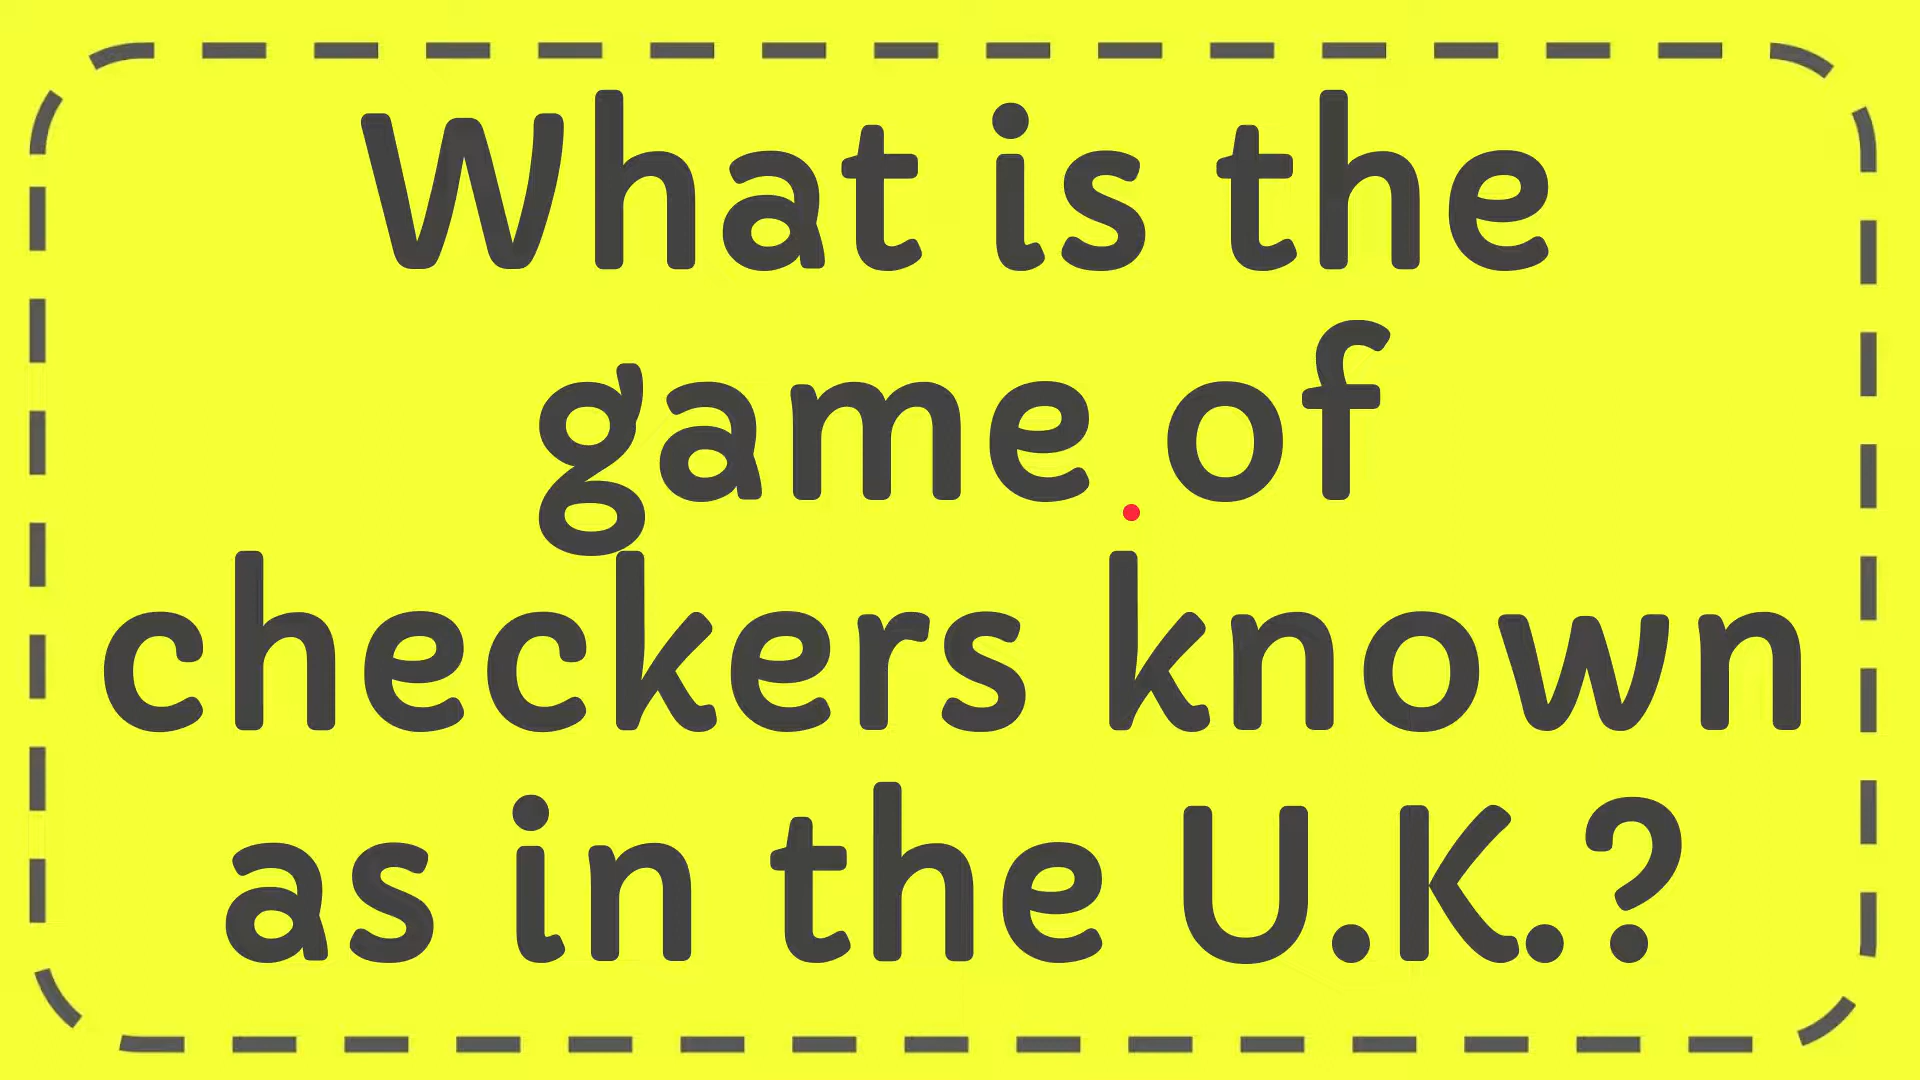 What is the
game of
checkers known
as in the U.K.?